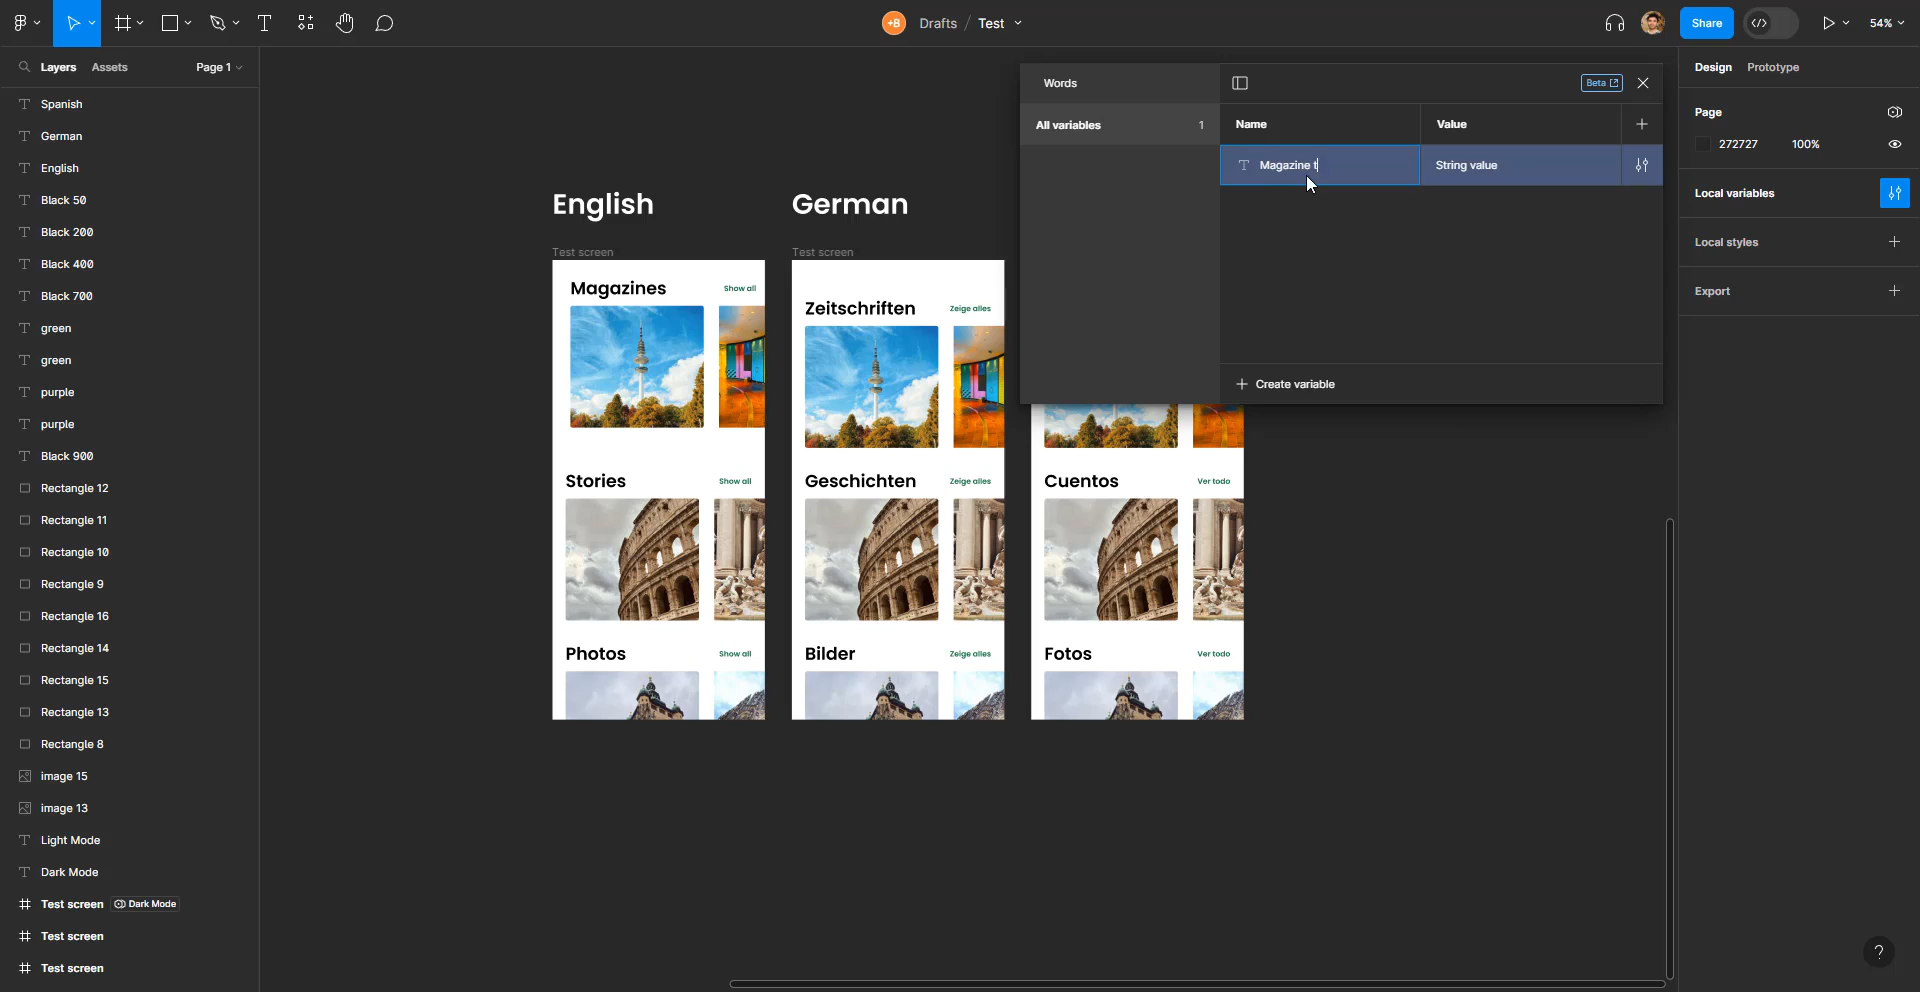 +B Drafts / Test
Share
54%
Layers Assets Page 1
Spanish
German
English
Black 50
Black 200
Black 400
Black 700
green
green
purple
purple
Black 900
Rectangle 12
Rectangle 11
Rectangle 10
Rectangle 9
Rectangle 16
Rectangle 14
Rectangle 15
Rectangle 13
Rectangle 8
image 15
image 13
Light Mode
Dark Mode
Test screen Dark Mode
Test screen
Test screen
English
Test screen
Magazines Show all
Stories Show all
Photos Show all
German
Test screen
Zeitschriften Zeige alles
Geschichten Zeige alles
Bilder Zeige alles
Cuentos Ver todo
Fotos Ver todo
Words
All variables 1
Beta
Name Value
Magazine t String value
Create variable
Design Prototype
Page
272727 100%
Local variables
Local styles
Export
?